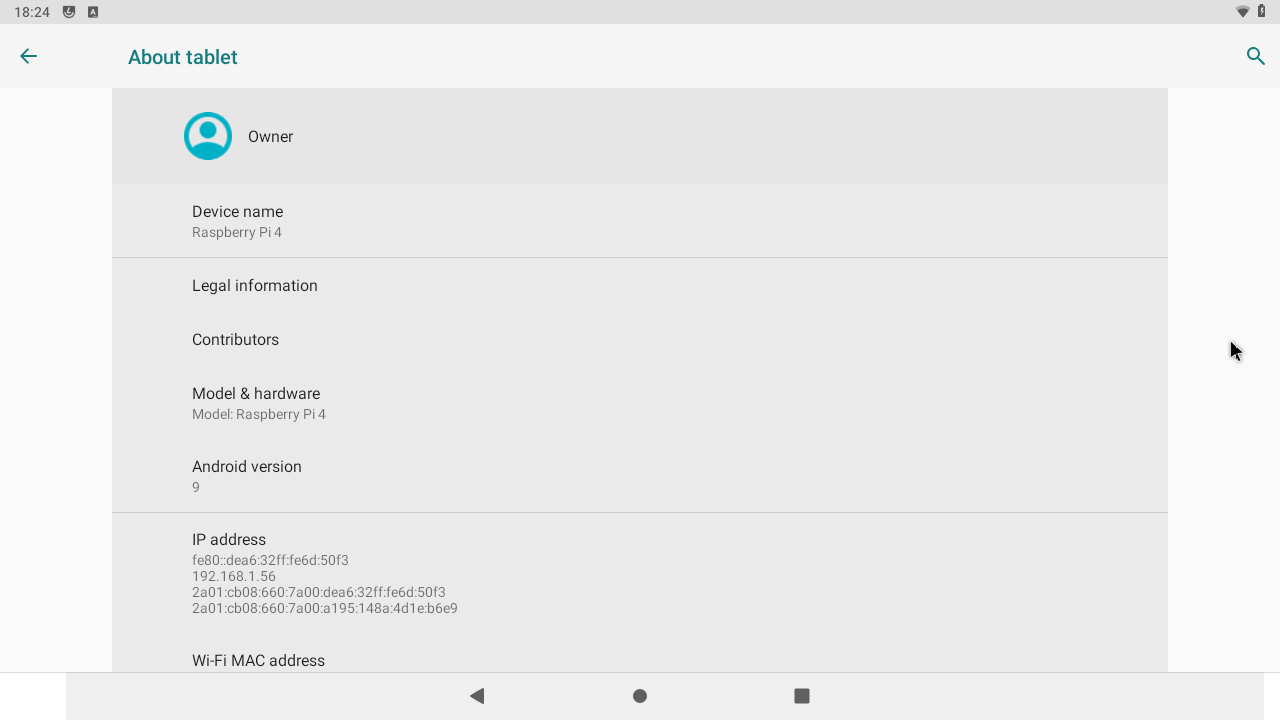 18:24
About tablet
Owner
Device name
Raspberry Pi 4
Legal information
Contributors
Model & hardware
Model: Raspberry Pi 4
Android version
9
IP address
fe80::dea6:32ff:fe6d:50f3
192.168.1.56
2a01:cb08:660:7a00:dea6:32ff:fe6d:50f3
2a01:cb08:660:7a00:a195:148a:4d1e:b6e9
Wi-Fi MAC address